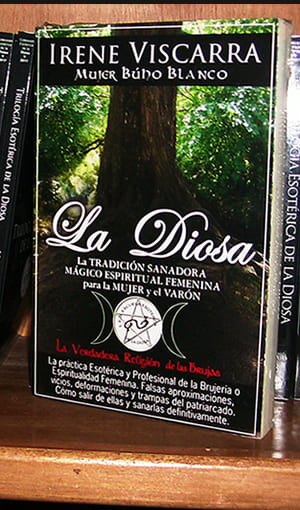 IRENE VISCARRA
MUJER BÚHO BLANCO
La Diosa
La TRADICIÓN SANADORA
MÁGICO ESPIRITUAL FEMENINA
para la MUJER y el VARÓN
La Verdadera Religión de las Brujas
La práctica Esotérica y Profesional de la Brujería o
Espiritualidad Femenina. Falsas aproximaciones,
vicios, deformaciones y trampas del patriarcado.
Cómo salir de ellas y sanarlas definitivamente.
TRILOGÍA ESOTÉRICA DE LA DIOSA
ESOTÉRICA DE LA DIOSA